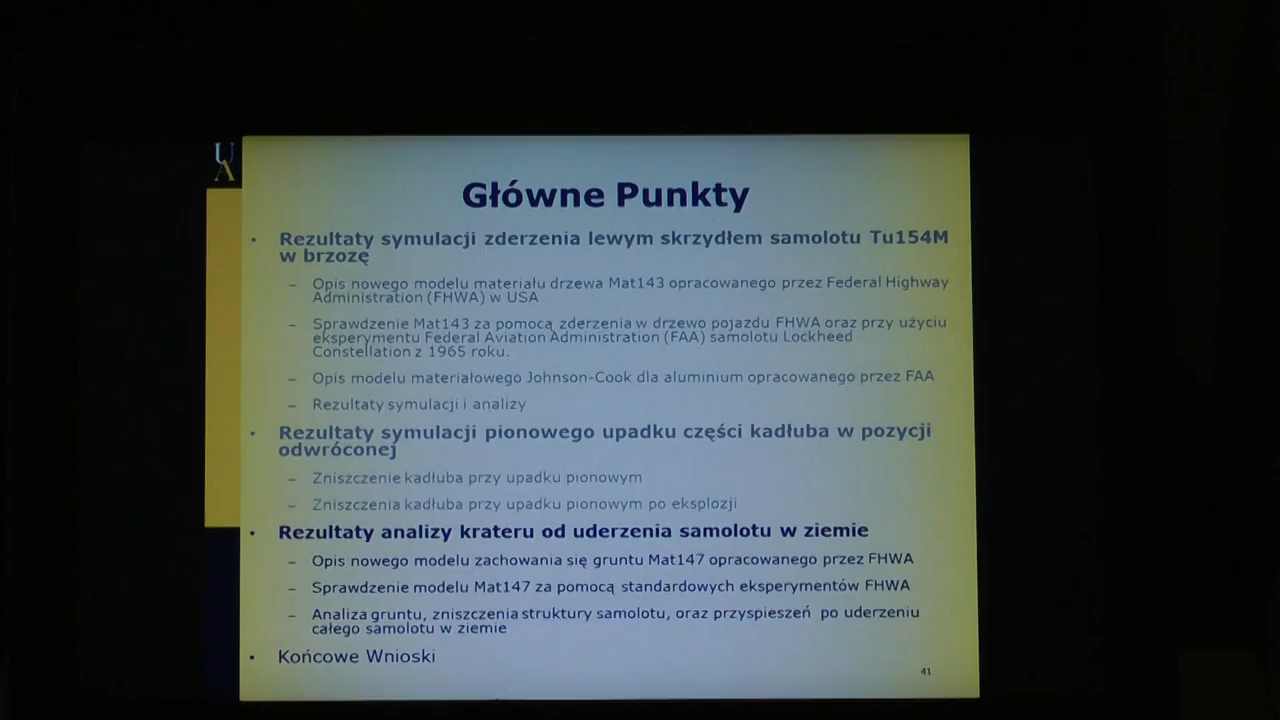 UA
Główne Punkty
• Rezultaty symulacji zderzenia lewym skrzydłem samolotu Tu154M
w brzozę
– Opis nowego modelu materiału drzewa Mat143 opracowanego przez Federal Highway
Administration (FHWA) w USA
– Sprawdzenie Mat143 za pomocą zderzenia w drzewo pojazdu FHWA oraz przy użyciu
eksperymentu Federal Aviation Administration (FAA) samolotu Lockheed
Constellation z 1965 roku.
– Opis modelu materiałowego Johnson-Cook dla aluminium opracowanego przez FAA
– Rezultaty symulacji i analizy
• Rezultaty symulacji pionowego upadku części kadłuba w pozycji
odwróconej
– Zniszczenie kadłuba przy upadku pionowym
– Zniszczenia kadłuba przy upadku pionowym po eksplozji
• Rezultaty analizy krateru od uderzenia samolotu w ziemie
– Opis nowego modelu zachowania się gruntu Mat147 opracowanego przez FHWA
– Sprawdzenie modelu Mat147 za pomocą standardowych eksperymentów FHWA
– Analiza gruntu, zniszczenia struktury samolotu, oraz przyspieszeń po uderzeniu
całego samolotu w ziemie
• Końcowe Wnioski
41